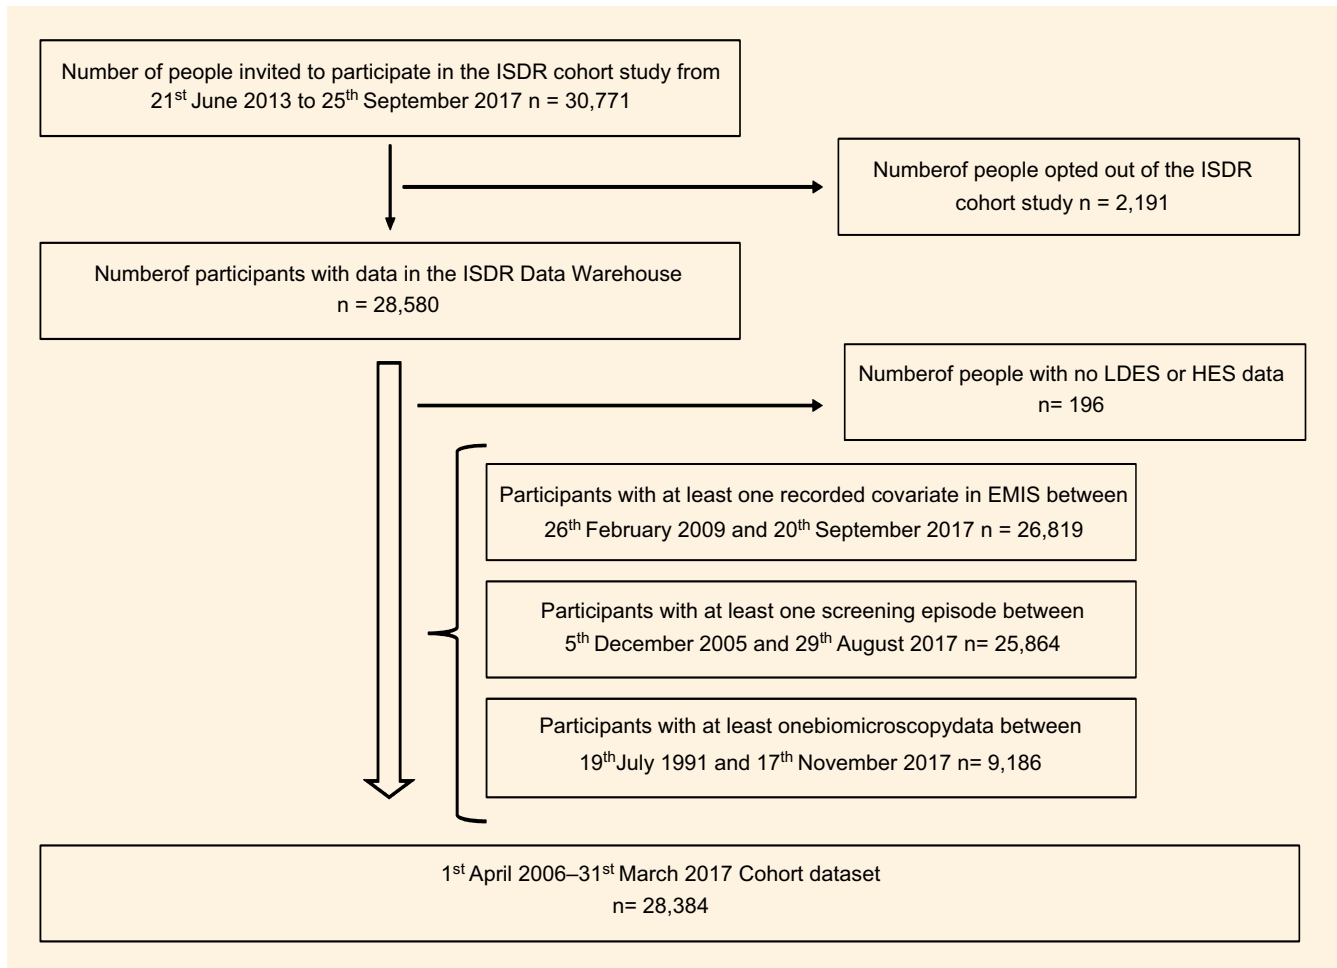 Number of people invited to participate in the ISDR cohort study from
21st June 2013 to 25th September 2017 n = 30,771
Numberof people opted out of the ISDR
cohort study n = 2,191
Numberof participants with data in the ISDR Data Warehouse
n = 28,580
Numberof people with no LDES or HES data
n= 196
Participants with at least one recorded covariate in EMIS between
26th February 2009 and 20th September 2017 n = 26,819
Participants with at least one screening episode between
5th December 2005 and 29th August 2017 n= 25,864
Participants with at least onebiomicroscopydata between
19thJuly 1991 and 17th November 2017 n= 9,186
1st April 2006–31st March 2017 Cohort dataset
n= 28,384